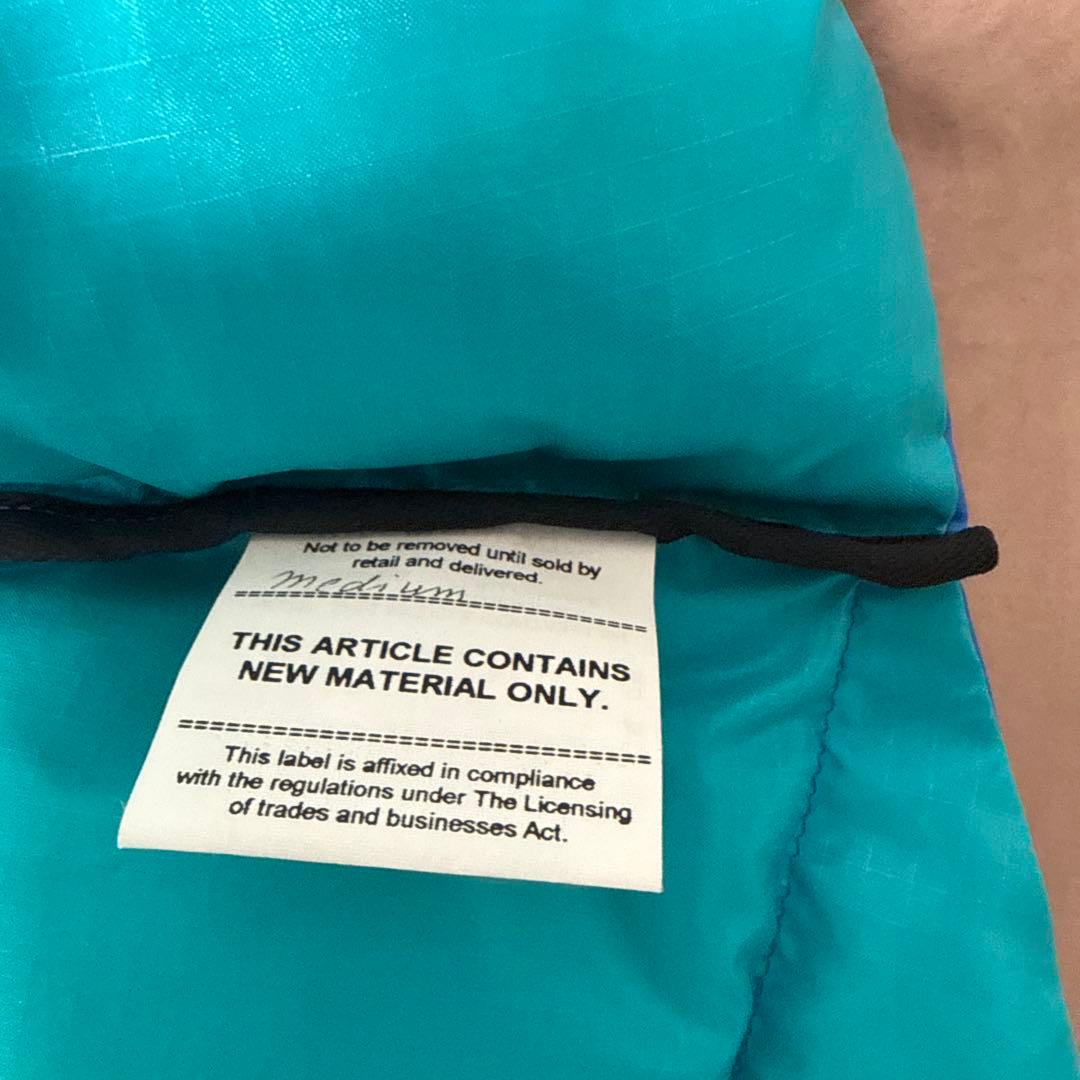 Not to be removed until sold by
retail and delivered.
medium
==============================
THIS ARTICLE CONTAINS
NEW MATERIAL ONLY.
==============================
This label is affixed in compliance
with the regulations under The Licensing
of trades and businesses Act.